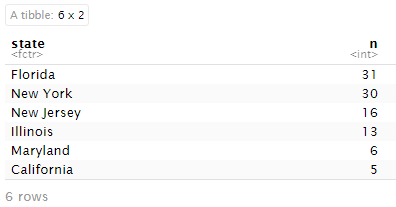 A tibble: 6 x 2
state n
<fctr> <int>
Florida 31
New York 30
New Jersey 16
Illinois 13
Maryland 6
California 5
6 rows